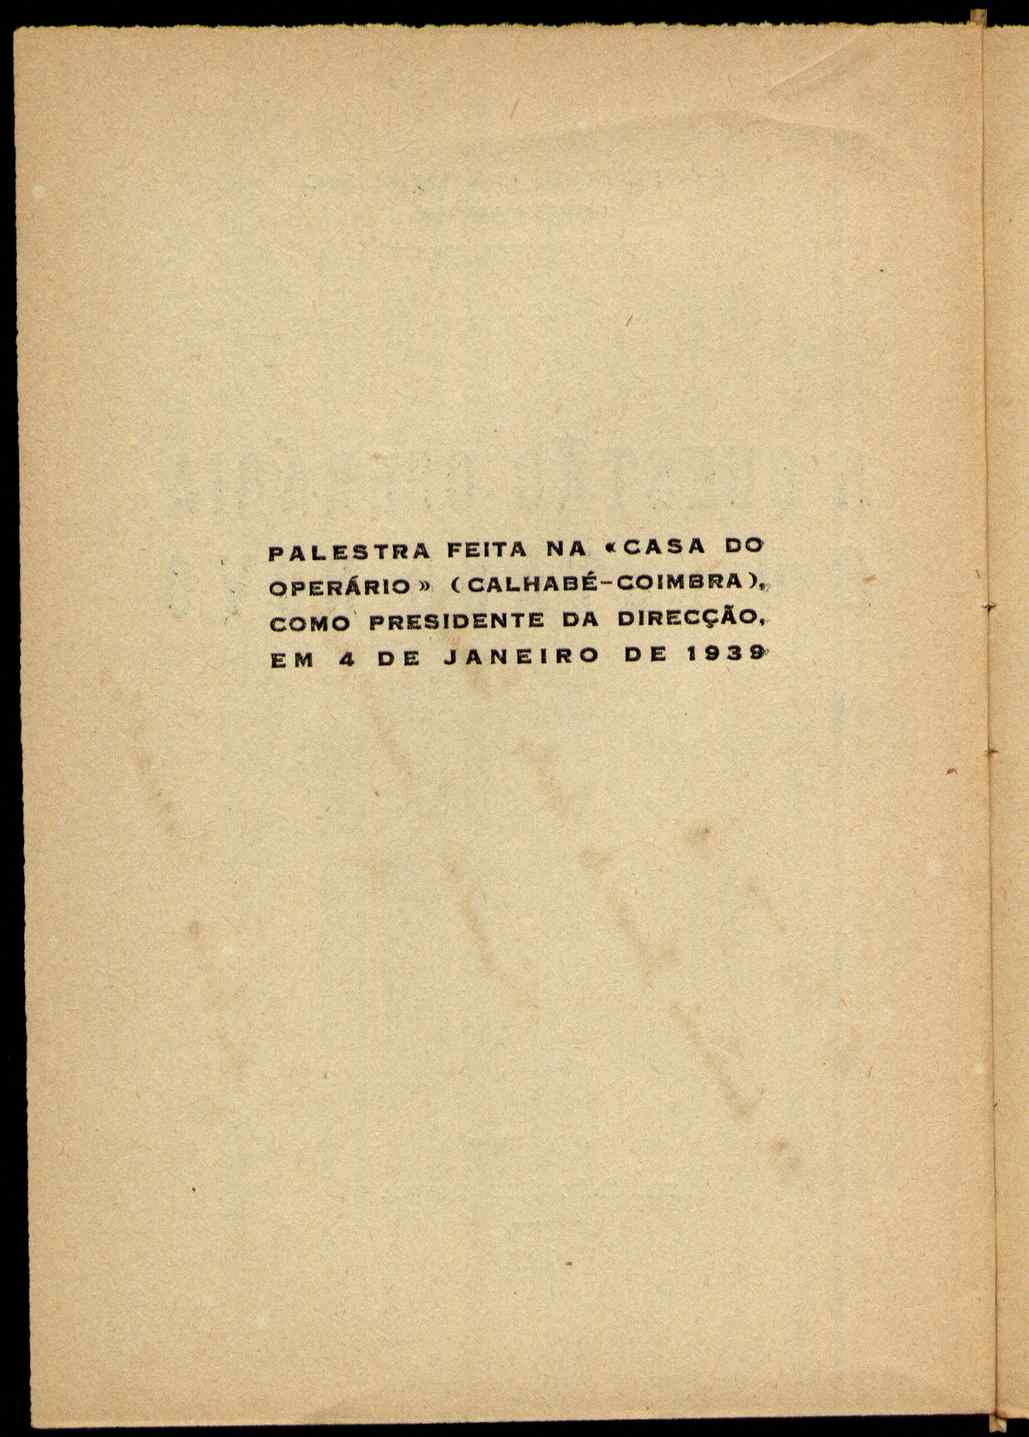 PALESTRA FEITA NA «CASA DO
OPERÁRIO» (CALHABÉ-COIMBRA),
COMO PRESIDENTE DA DIRECÇÃO,
EM 4 DE JANEIRO DE 1939